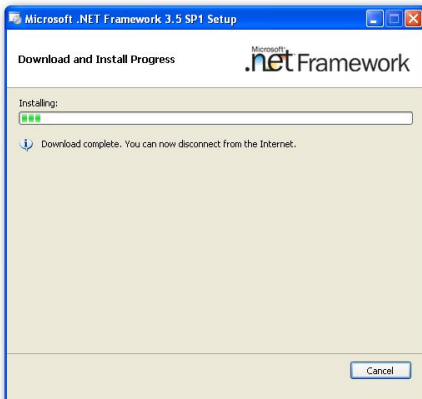 Microsoft .NET Framework 3.5 SP1 Setup
Download and Install Progress
Microsoft
.net Framework
Installing:
Download complete. You can now disconnect from the Internet.
Cancel